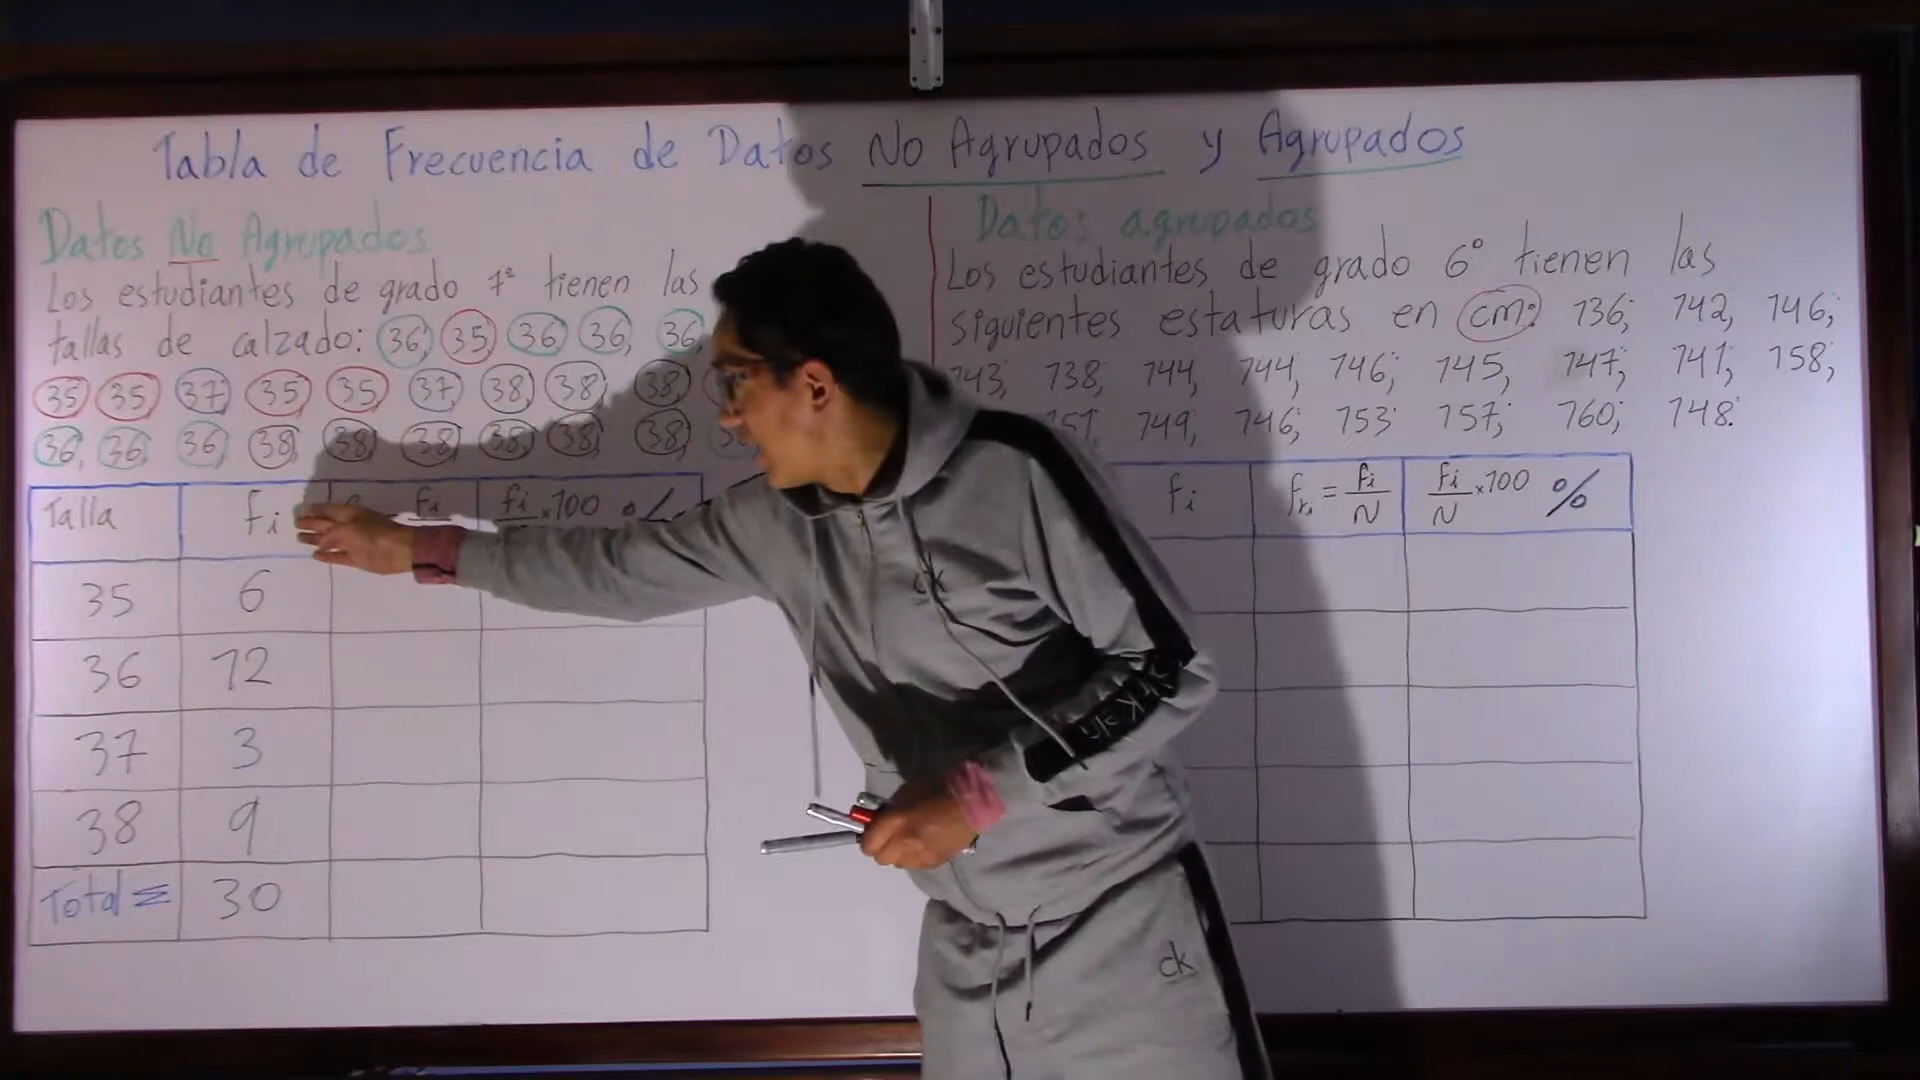 Tabla de Frecuencia de Datos No Agrupados y Agrupados
Datos No Agrupados
Los estudiantes de grado 1° tienen las
tallas de calzado: 36, 35, 36, 36, 36,
35 35 37 35 35 37, 38, 38, 38,
36, 36, 36, 38, 38, 38, 38, 38, 38,
Talla fi fi/N fi/ ×100 %
35 6
36 12
37 3
38 9
Total Σ 30
Datos agrupados
Los estudiantes de grado 6° tienen las
siguientes estaturas en cm: 136; 142, 146;
143, 138, 144, 144, 146; 145, 147; 141, 158;
149, 146; 153 157; 160; 148.
fi fri = fi/N fi/N ×100 %
CK
ck